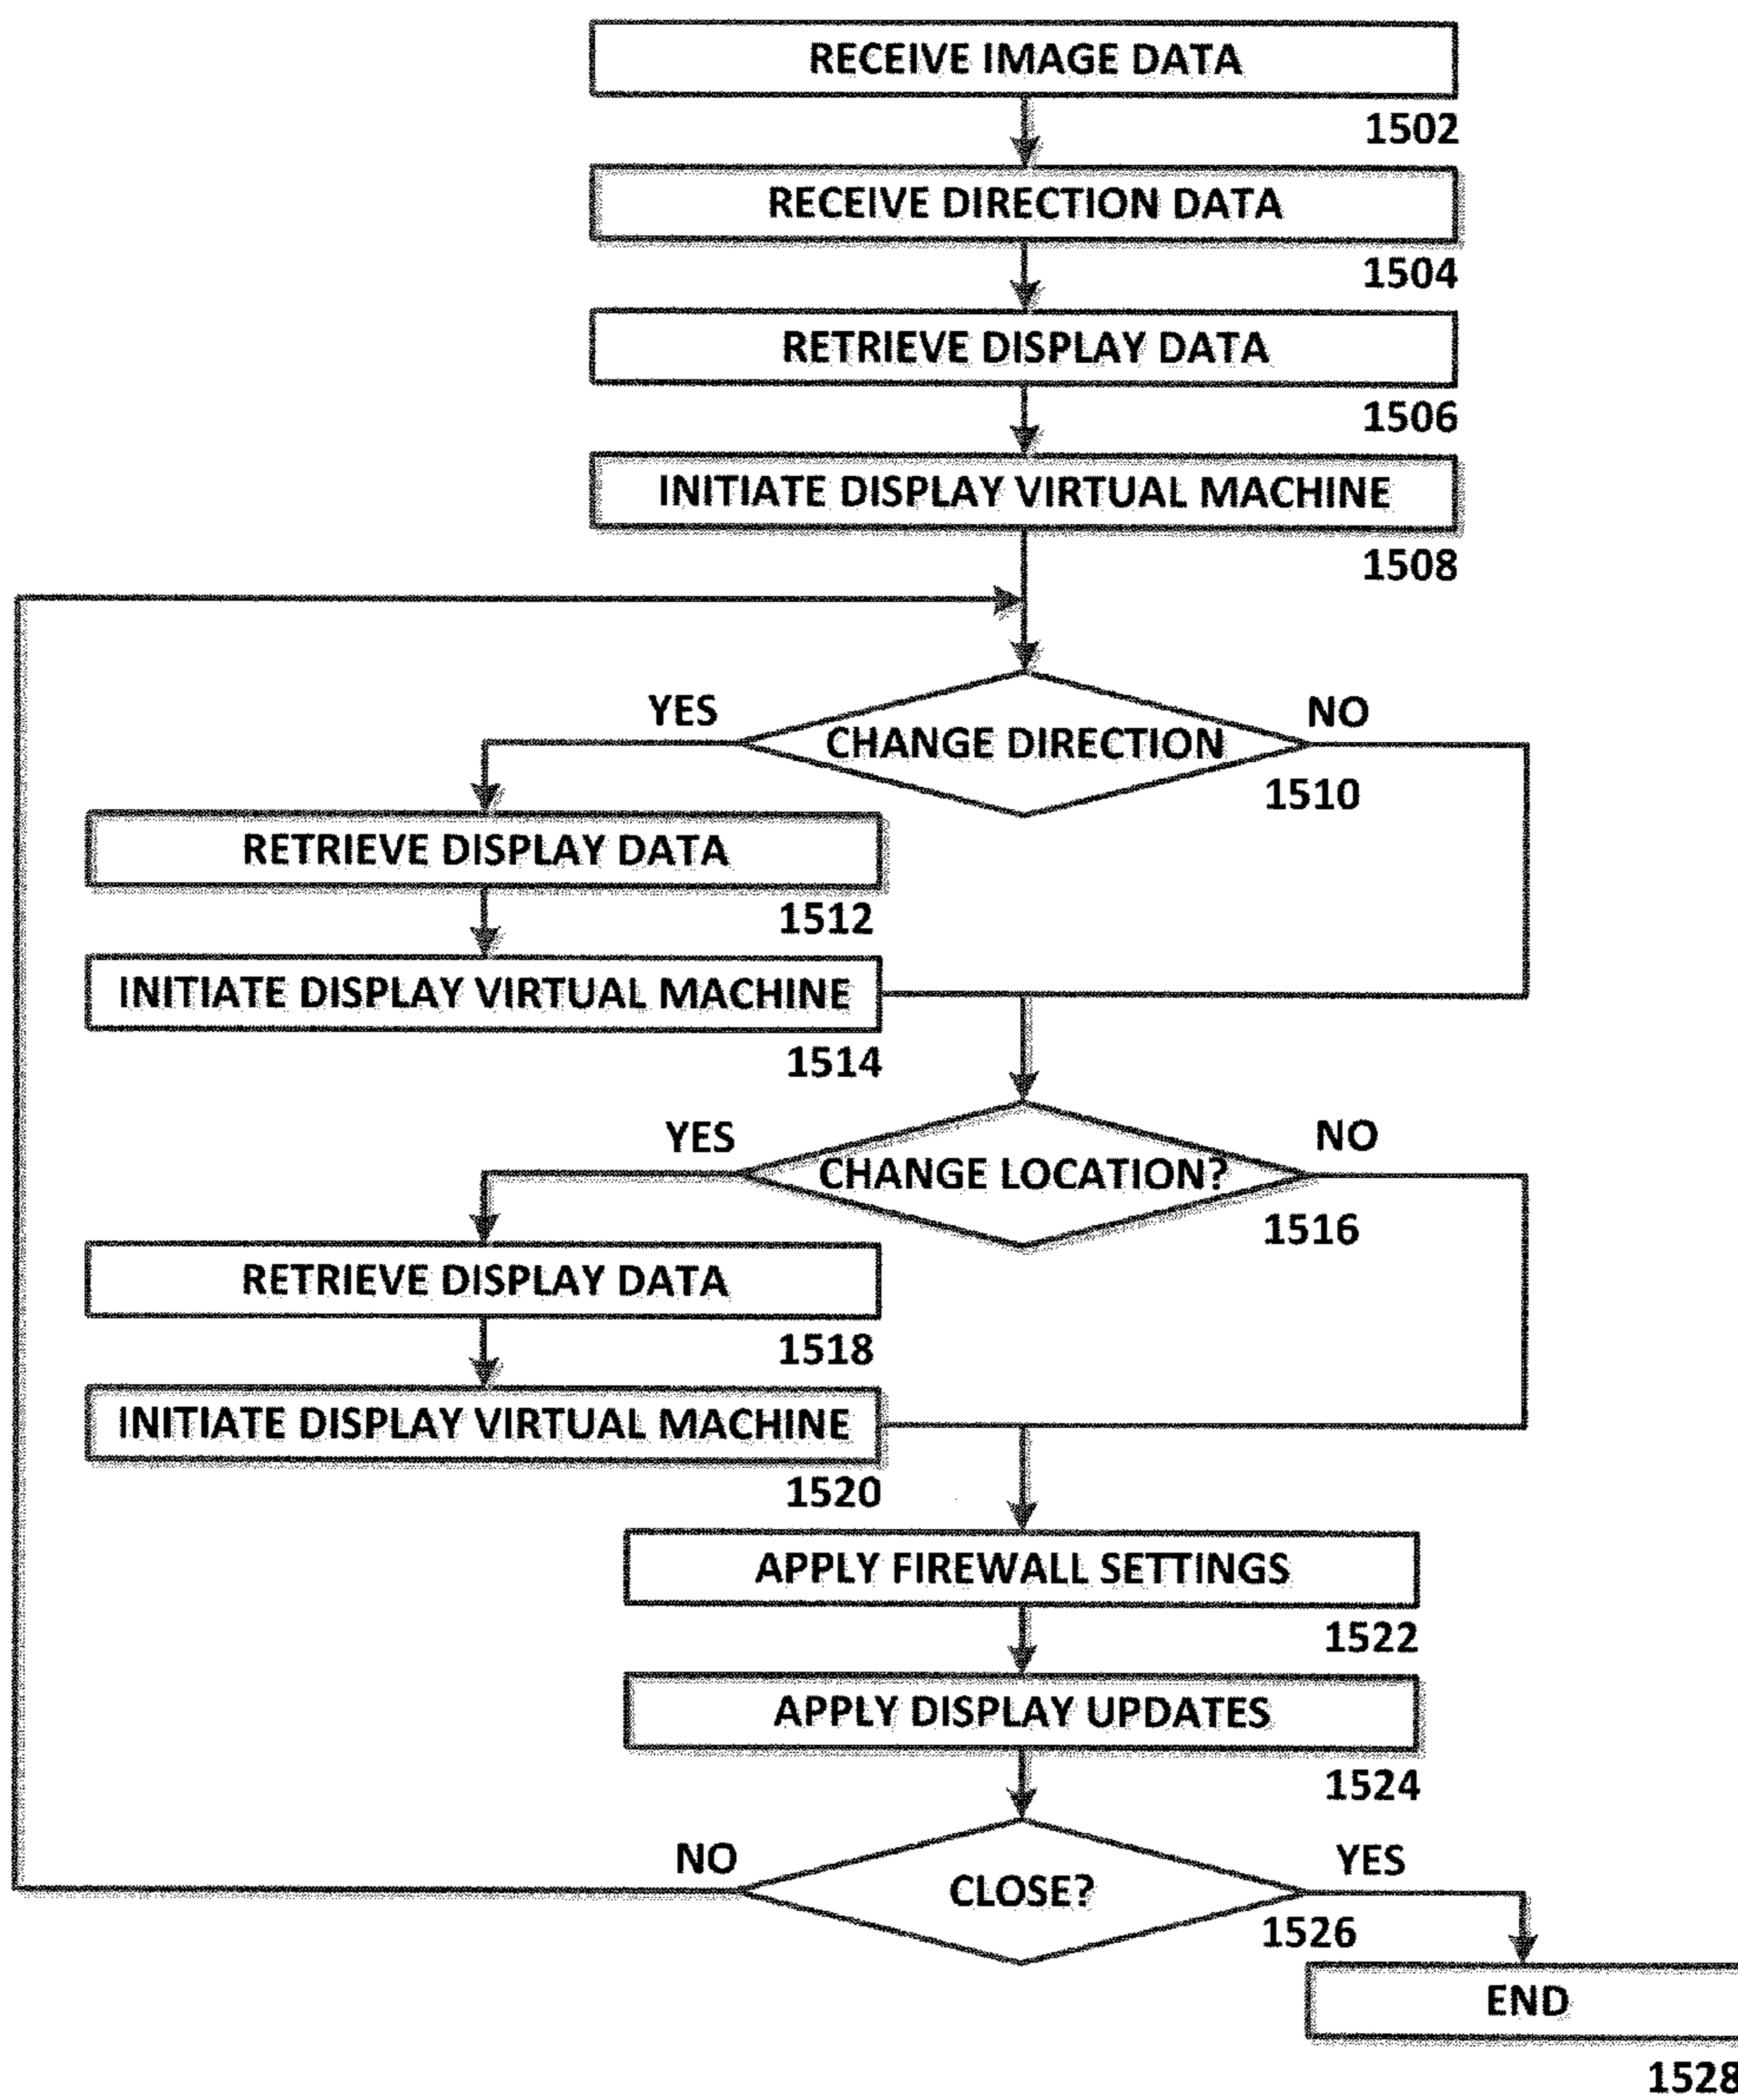 RECEIVE IMAGE DATA
1502
RECEIVE DIRECTION DATA
1504
RETRIEVE DISPLAY DATA
1506
INITIATE DISPLAY VIRTUAL MACHINE
1508
YES
NO
CHANGE DIRECTION
1510
RETRIEVE DISPLAY DATA
1512
INITIATE DISPLAY VIRTUAL MACHINE
1514
YES
NO
CHANGE LOCATION?
1516
RETRIEVE DISPLAY DATA
1518
INITIATE DISPLAY VIRTUAL MACHINE
1520
APPLY FIREWALL SETTINGS
1522
APPLY DISPLAY UPDATES
1524
NO
YES
CLOSE?
1526
END
1528